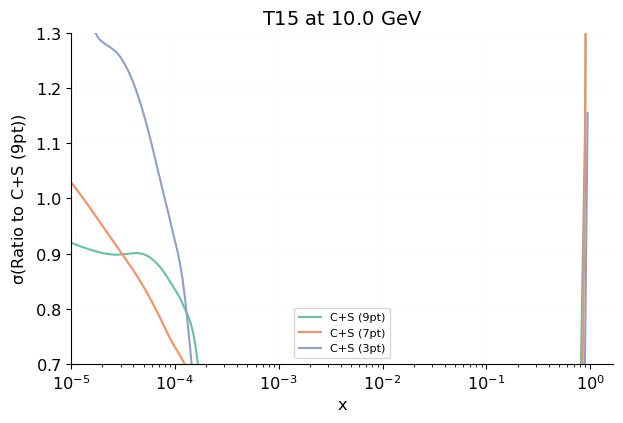 T15 at 10.0 GeV
σ(Ratio to C+S (9pt))
1.3
1.2
1.1
1.0
0.9
0.8
0.7
C+S (9pt)
C+S (7pt)
C+S (3pt)
10⁻⁵ 10⁻⁴ 10⁻³ 10⁻² 10⁻¹ 10⁰
x